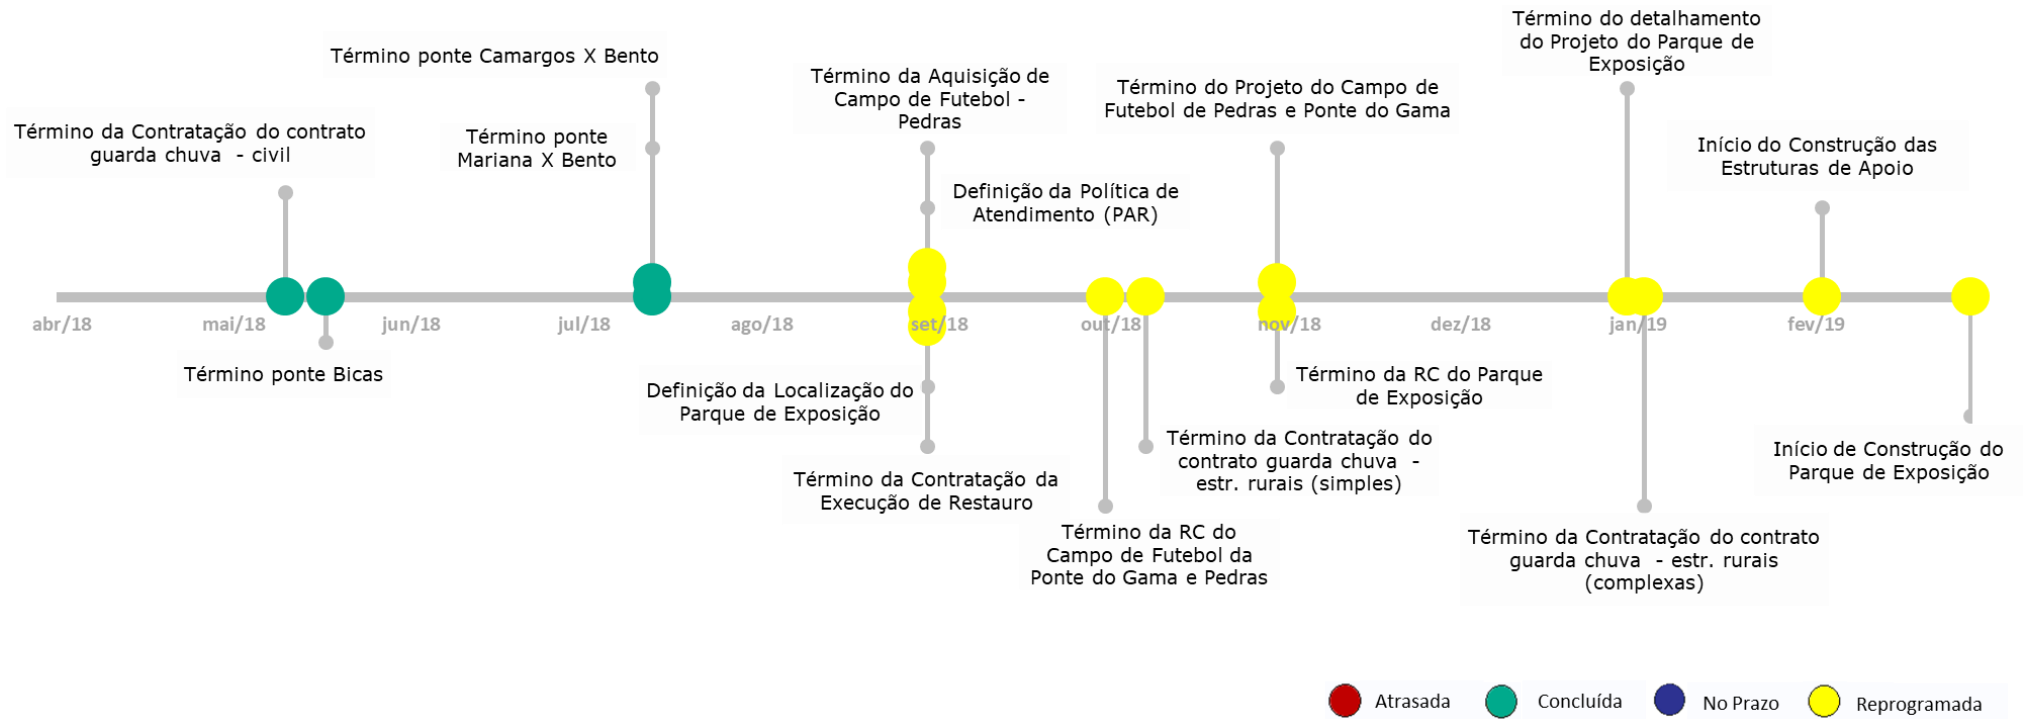 Término do detalhamento
do Projeto do Parque de
Exposição
Término ponte Camargos X Bento
Término da Aquisição de
Campo de Futebol -
Pedras
Término do Projeto do Campo de
Futebol de Pedras e Ponte do Gama
Término da Contratação do contrato
guarda chuva - civil
Término ponte
Mariana X Bento
Início do Construção das
Estruturas de Apoio
Definição da Política de
Atendimento (PAR)
abr/18
mai/18
jun/18
jul/18
ago/18
set/18
out/18
nov/18
dez/18
jan/19
fev/19
Término ponte Bicas
Definição da Localização do
Parque de Exposição
Término da RC do Parque
de Exposição
Término da Contratação da
Execução de Restauro
Término da Contratação do
contrato guarda chuva -
estr. rurais (simples)
Início de Construção do
Parque de Exposição
Término da RC do
Campo de Futebol da
Ponte do Gama e Pedras
Término da Contratação do contrato
guarda chuva - estr. rurais
(complexas)
Atrasada
Concluída
No Prazo
Reprogramada